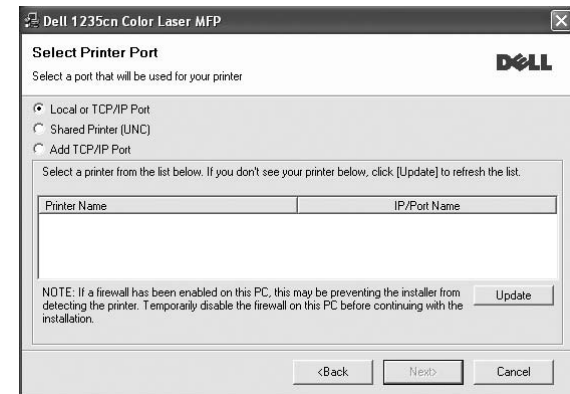 Dell 1235cn Color Laser MFP
Select Printer Port
Select a port that will be used for your printer
DELL
Local or TCP/IP Port
Shared Printer (UNC)
Add TCP/IP Port
Select a printer from the list below. If you don't see your printer below, click [Update] to refresh the list.
Printer Name IP/Port Name
NOTE: If a firewall has been enabled on this PC, this may be preventing the installer from
detecting the printer. Temporarily disable the firewall on this PC before continuing with the
installation.
Update
<Back Next> Cancel